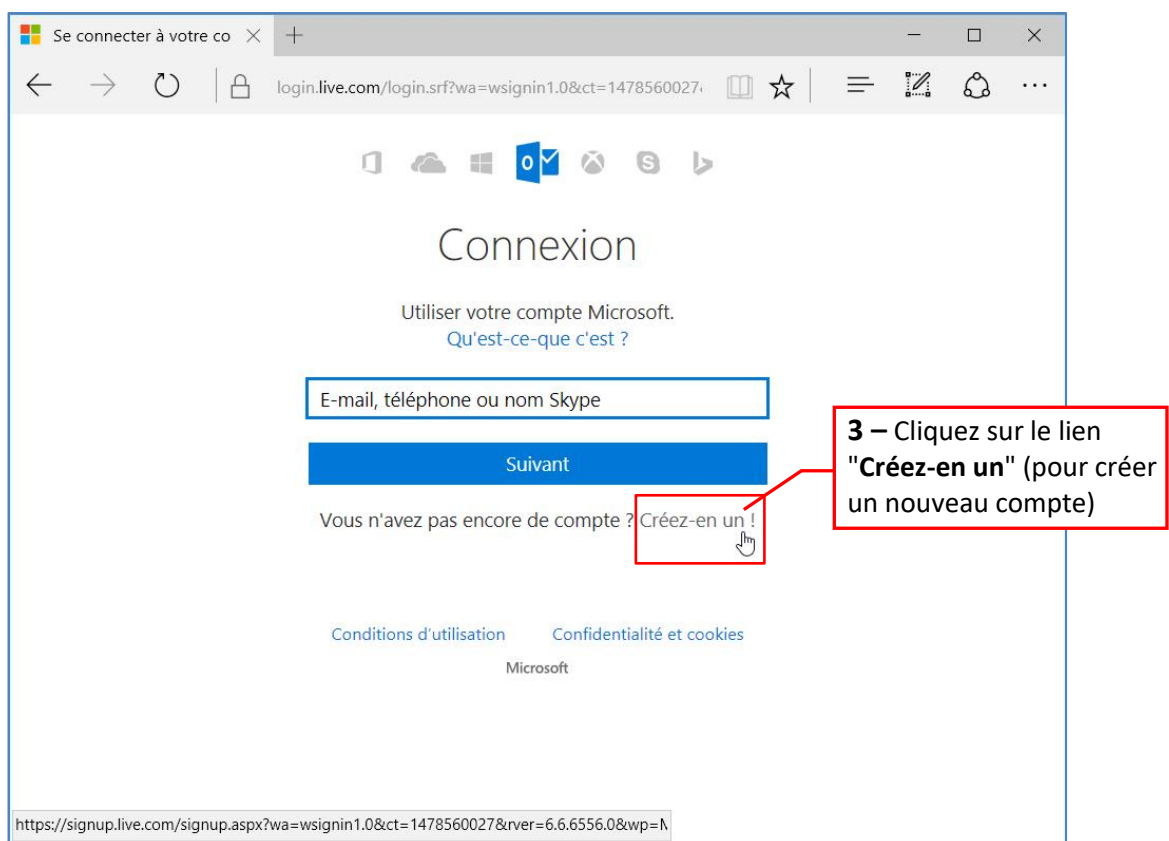 Se connecter à votre co
login.live.com/login.srf?wa=wsignin1.0&ct=1478560027
Connexion
Utiliser votre compte Microsoft.
Qu'est-ce-que c'est ?
E-mail, téléphone ou nom Skype
Suivant
Vous n'avez pas encore de compte ? Créez-en un !
3 – Cliquez sur le lien
"Créez-en un" (pour créer
un nouveau compte)
Conditions d'utilisation Confidentialité et cookies
Microsoft
https://signup.live.com/signup.aspx?wa=wsignin1.0&ct=1478560027&rver=6.6.6556.0&wp=